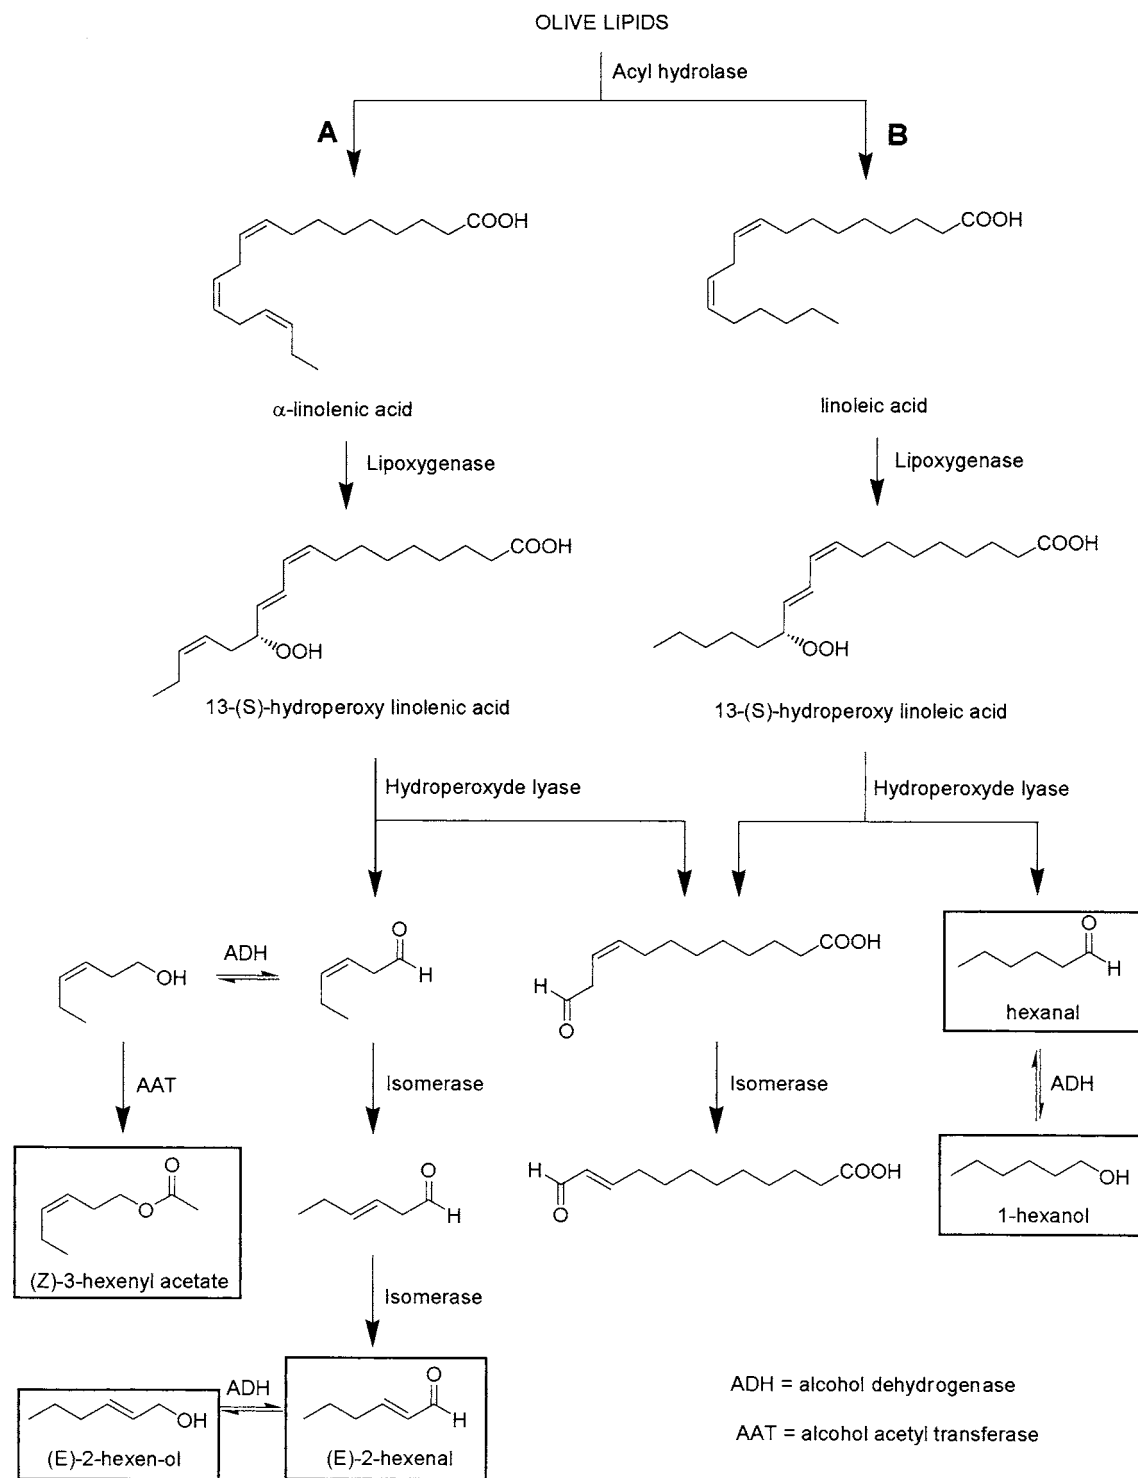 OLIVE LIPIDS
Acyl hydrolase
A
B
COOH
COOH
α-linolenic acid
linoleic acid
Lipoxygenase
Lipoxygenase
COOH
COOH
OOH
OOH
13-(S)-hydroperoxy linolenic acid
13-(S)-hydroperoxy linoleic acid
Hydroperoxyde lyase
Hydroperoxyde lyase
OH
ADH
O
H
COOH
H
O
O
H
hexanal
AAT
Isomerase
Isomerase
ADH
O
O
(Z)-3-hexenyl acetate
O
H
H
O
COOH
OH
1-hexanol
Isomerase
OH
(E)-2-hexen-ol
ADH
O
H
(E)-2-hexenal
ADH = alcohol dehydrogenase
AAT = alcohol acetyl transferase